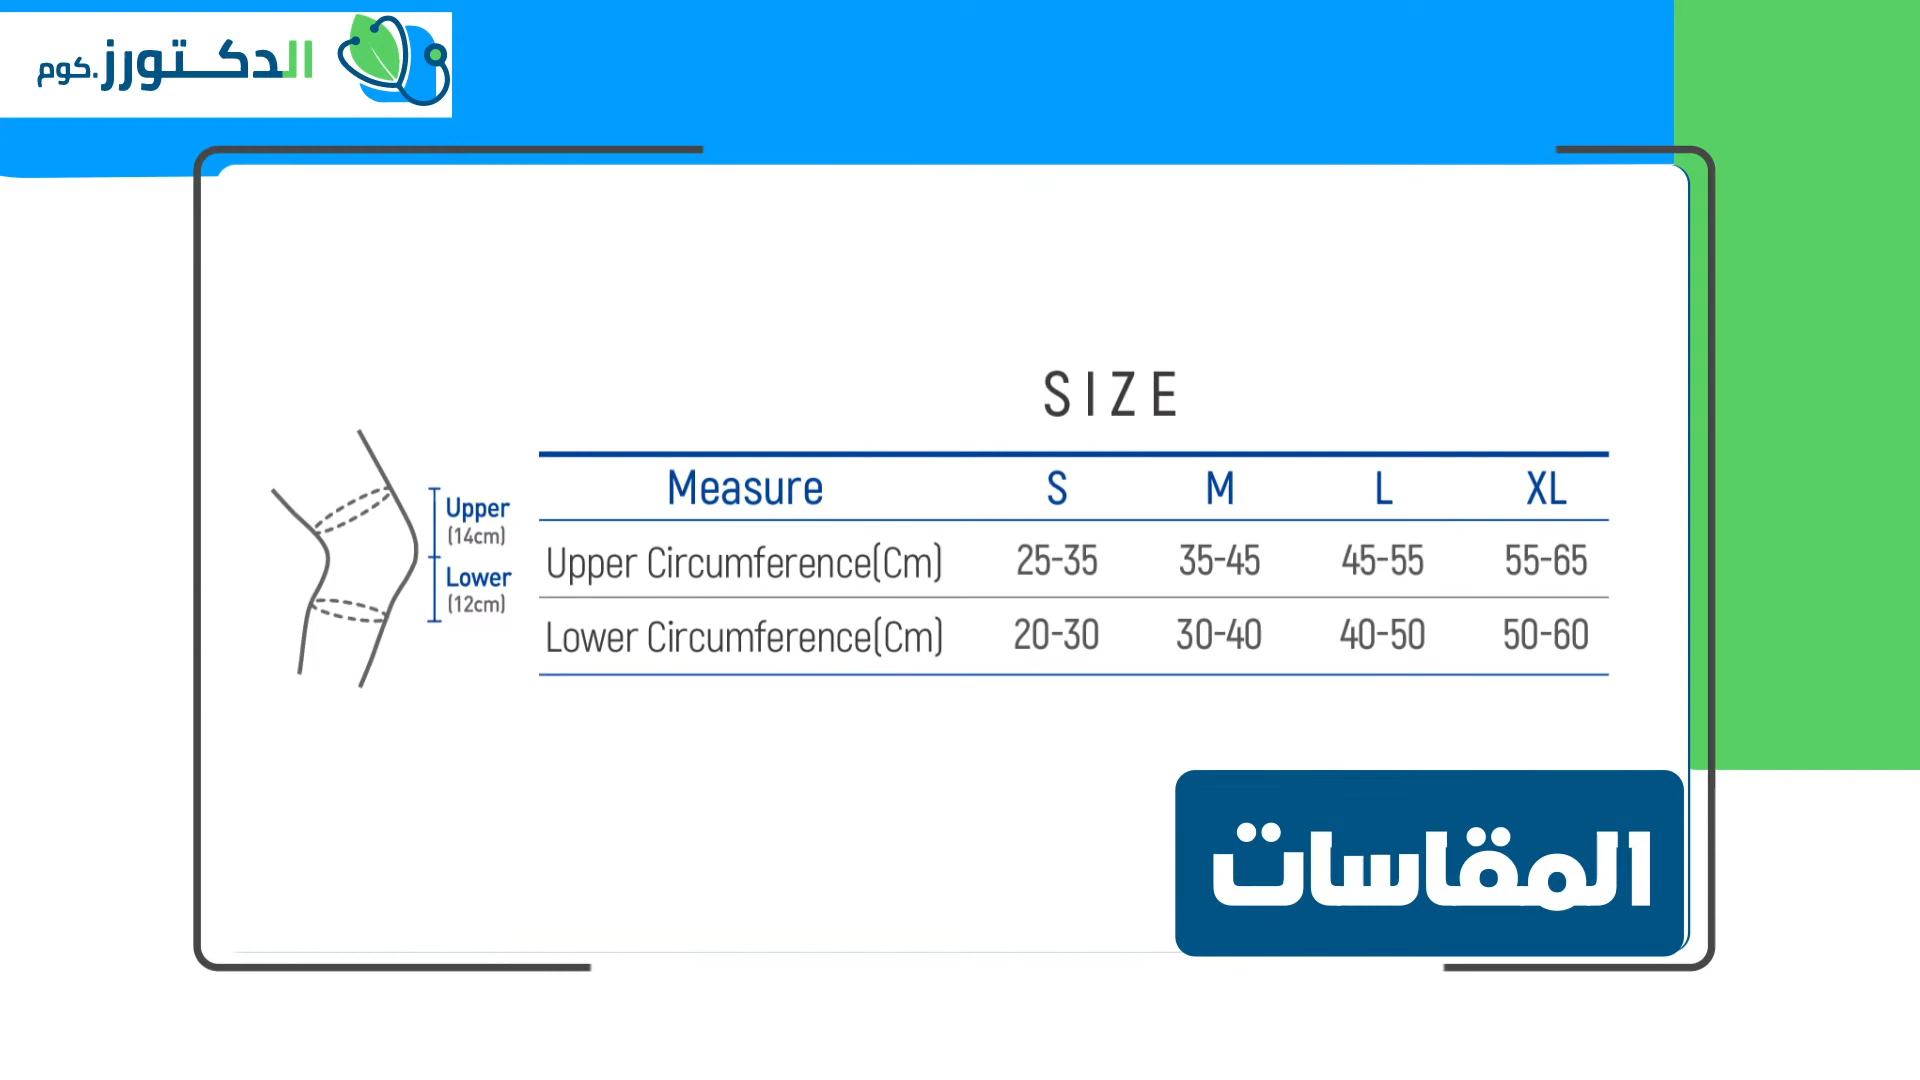 الدكتورز.كوم
SIZE
Measure S M L XL
Upper Circumference(Cm) 25-35 35-45 45-55 55-65
Lower Circumference(Cm) 20-30 30-40 40-50 50-60
Upper
(14cm)
Lower
(12cm)
المقاسات